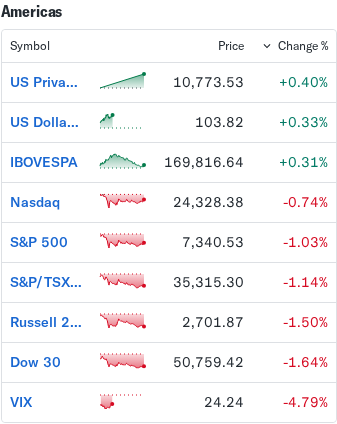 Americas
Symbol Price Change %
US Priva... 10,773.53 +0.40%
US Dolla... 103.82 +0.33%
IBOVESPA 169,816.64 +0.31%
Nasdaq 24,328.38 -0.74%
S&P 500 7,340.53 -1.03%
S&P/TSX... 35,315.30 -1.14%
Russell 2... 2,701.87 -1.50%
Dow 30 50,759.42 -1.64%
VIX 24.24 -4.79%